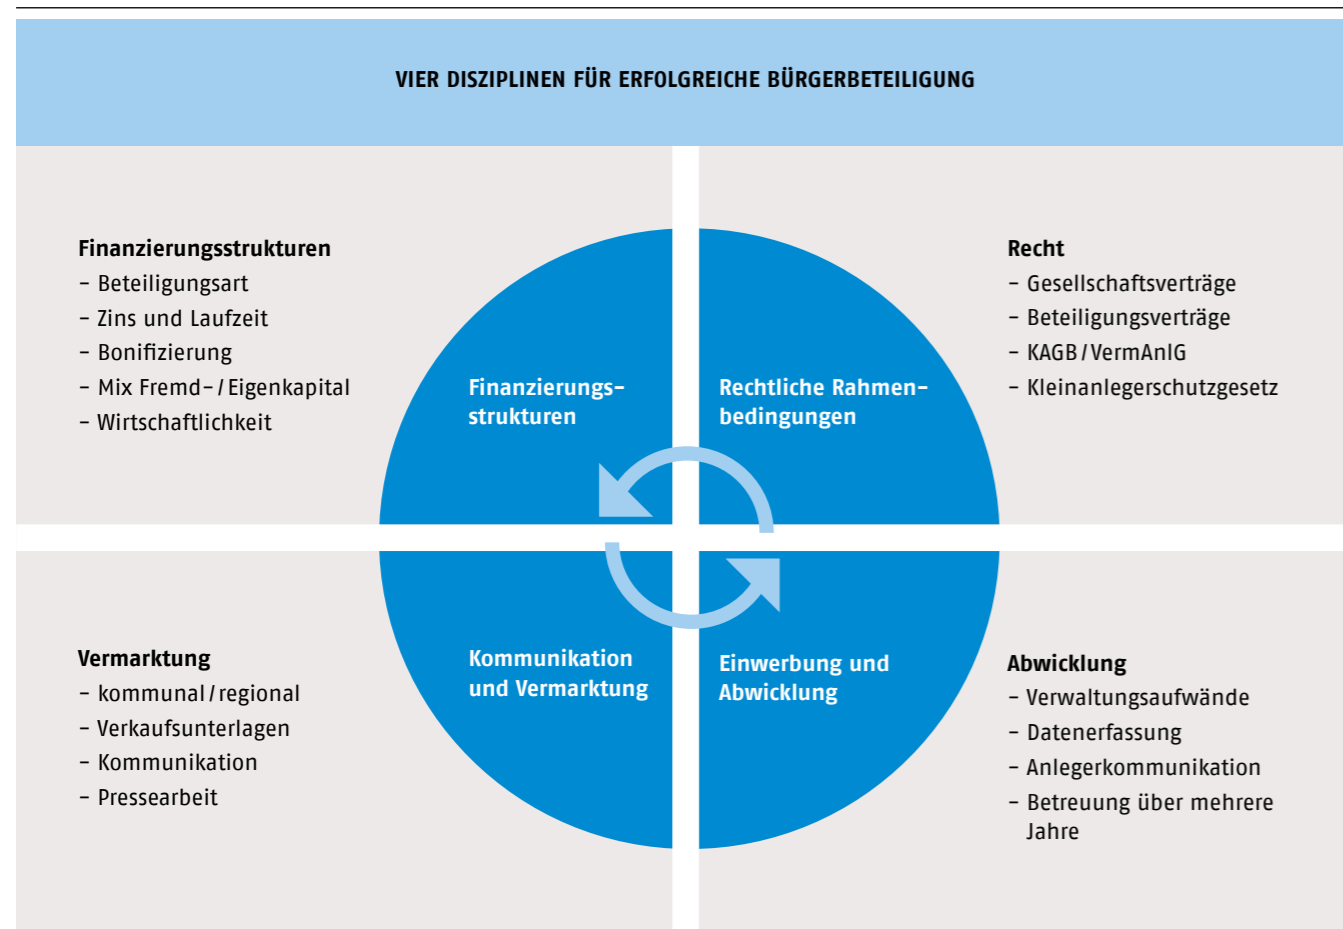 VIER DISZIPLINEN FÜR ERFOLGREICHE BÜRGERBETEILIGUNG
Finanzierungsstrukturen
– Beteiligungsart
– Zins und Laufzeit
– Bonifizierung
– Mix Fremd-/Eigenkapital
– Wirtschaftlichkeit
Finanzierungs-
strukturen
Rechtliche Rahmen-
bedingungen
Recht
– Gesellschaftsverträge
– Beteiligungsverträge
– KAGB/VermAnlG
– Kleinanlegerschutzgesetz
Vermarktung
– kommunal/regional
– Verkaufsunterlagen
– Kommunikation
– Pressearbeit
Kommunikation
und Vermarktung
Einwerbung und
Abwicklung
Abwicklung
– Verwaltungsaufwände
– Datenerfassung
– Anlegerkommunikation
– Betreuung über mehrere
Jahre